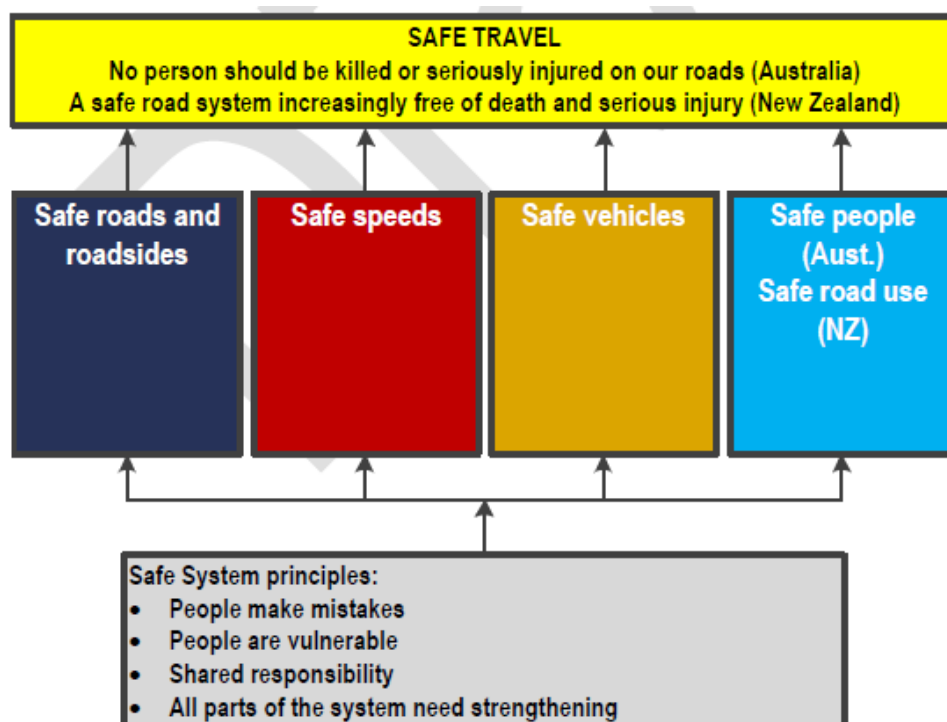 SAFE TRAVEL
No person should be killed or seriously injured on our roads (Australia)
A safe road system increasingly free of death and serious injury (New Zealand)
Safe roads and
roadsides
Safe speeds
Safe vehicles
Safe people
(Aust.)
Safe road use
(NZ)
Safe System principles:
• People make mistakes
• People are vulnerable
• Shared responsibility
• All parts of the system need strengthening